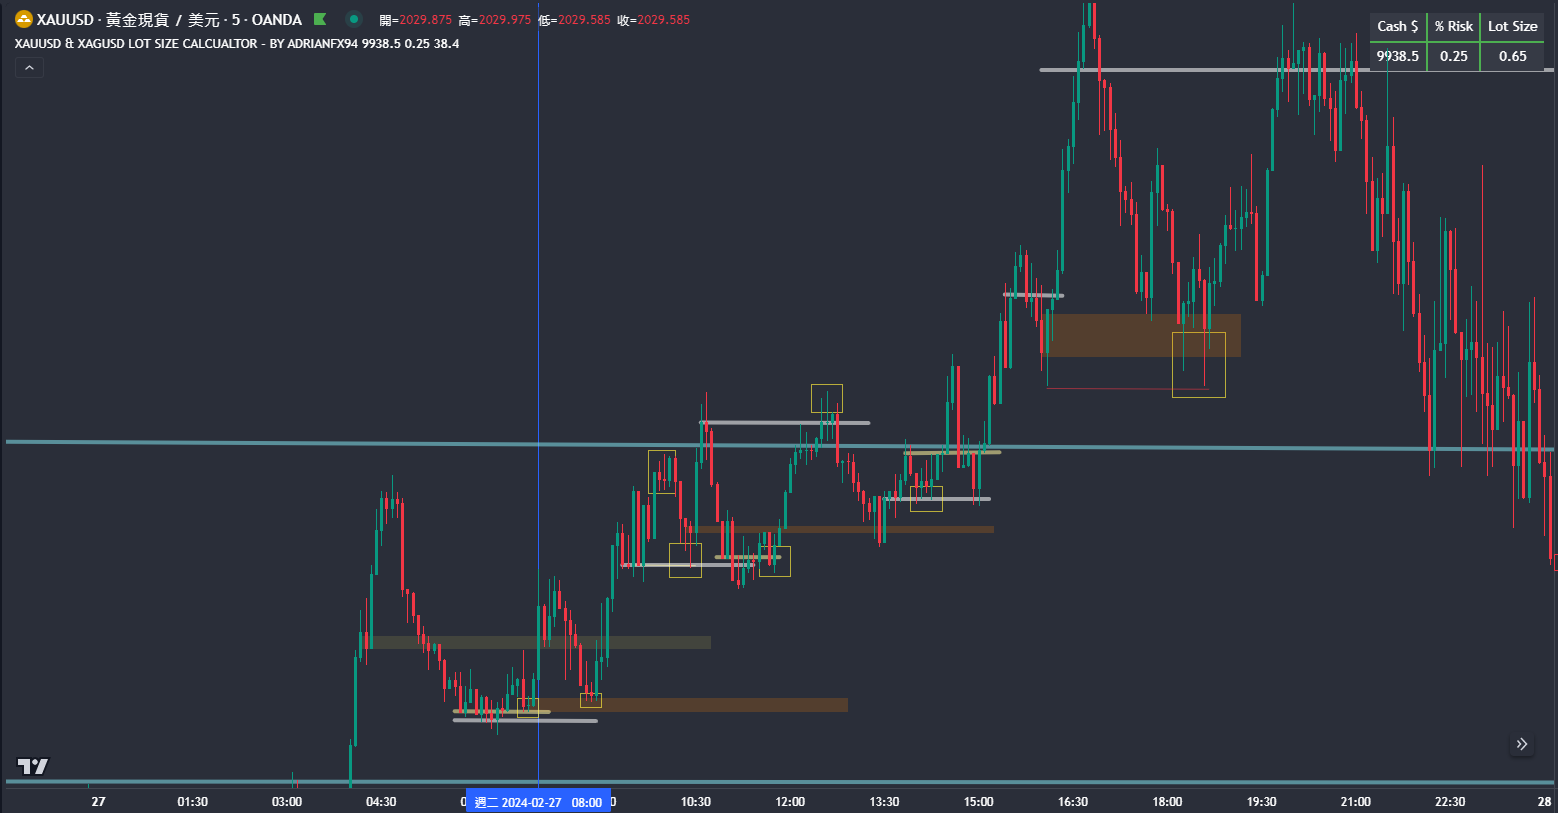 XAUUSD · 黃金現貨 / 美元 · 5 · OANDA 開=2029.875 高=2029.975 低=2029.585 收=2029.585
XAUUSD & XAGUSD LOT SIZE CALCUALTOR - BY ADRIANFX94 9938.5 0.25 38.4
Cash $ % Risk Lot Size
9938.5 0.25 0.65
27 01:30 03:00 04:30 週二 2024-02-27 08:00 10:30 12:00 13:30 15:00 16:30 18:00 19:30 21:00 22:30 28